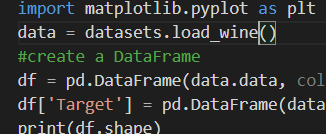 import matplotlib.pyplot as plt
data = datasets.load_wine()
#create a DataFrame
df = pd.DataFrame(data.data, col
df['Target'] = pd.DataFrame(data
print(df.shape)